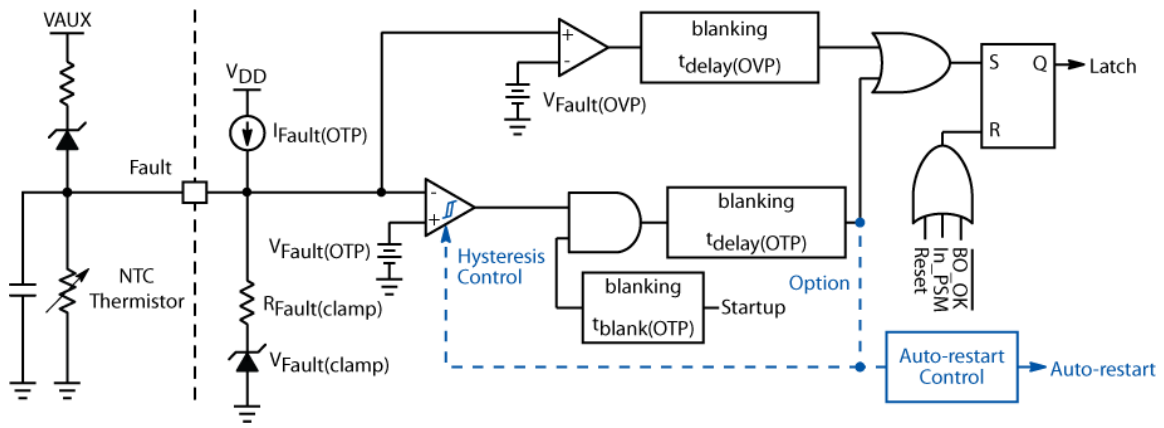 VAUX
Fault
NTC
Thermistor
VDD
IFault(OTP)
VFault(OTP)
RFault(clamp)
VFault(clamp)
+
-
VFault(OVP)
blanking
tdelay(OVP)
-
+
Hysteresis
Control
blanking
tdelay(OTP)
blanking
tblank(OTP)
Startup
Option
S
Q
R
Latch
Reset
In_PSM
BO_OK
Auto-restart
Control
Auto-restart